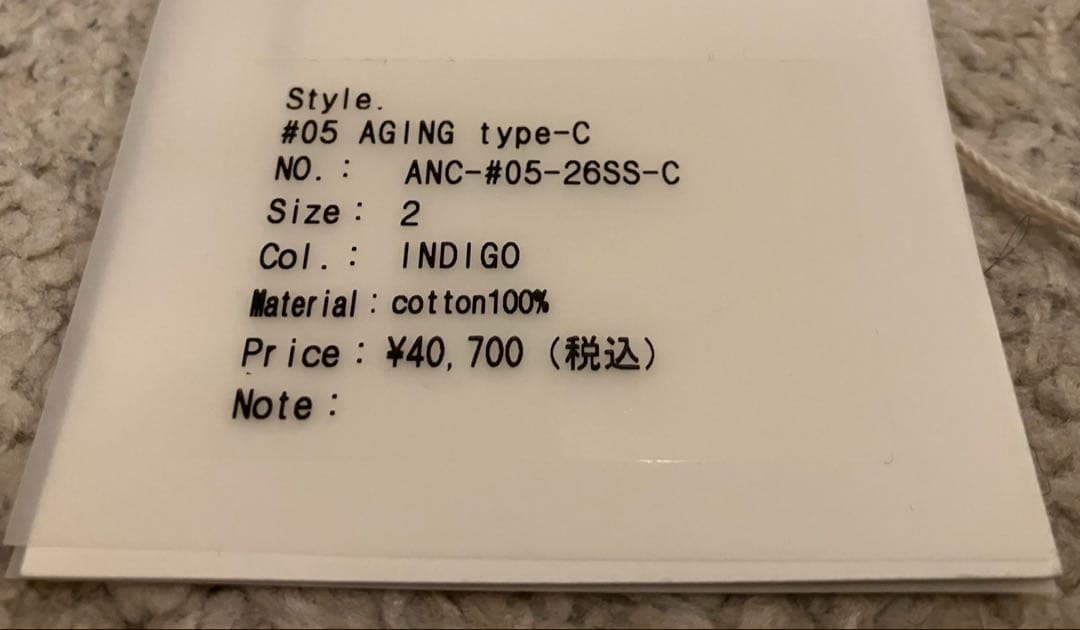 Style.
#05 AGING type-C
NO.: ANC-#05-26SS-C
Size: 2
Col.: INDIGO
Material:cotton100%
Price:¥40,700(税込)
Note: